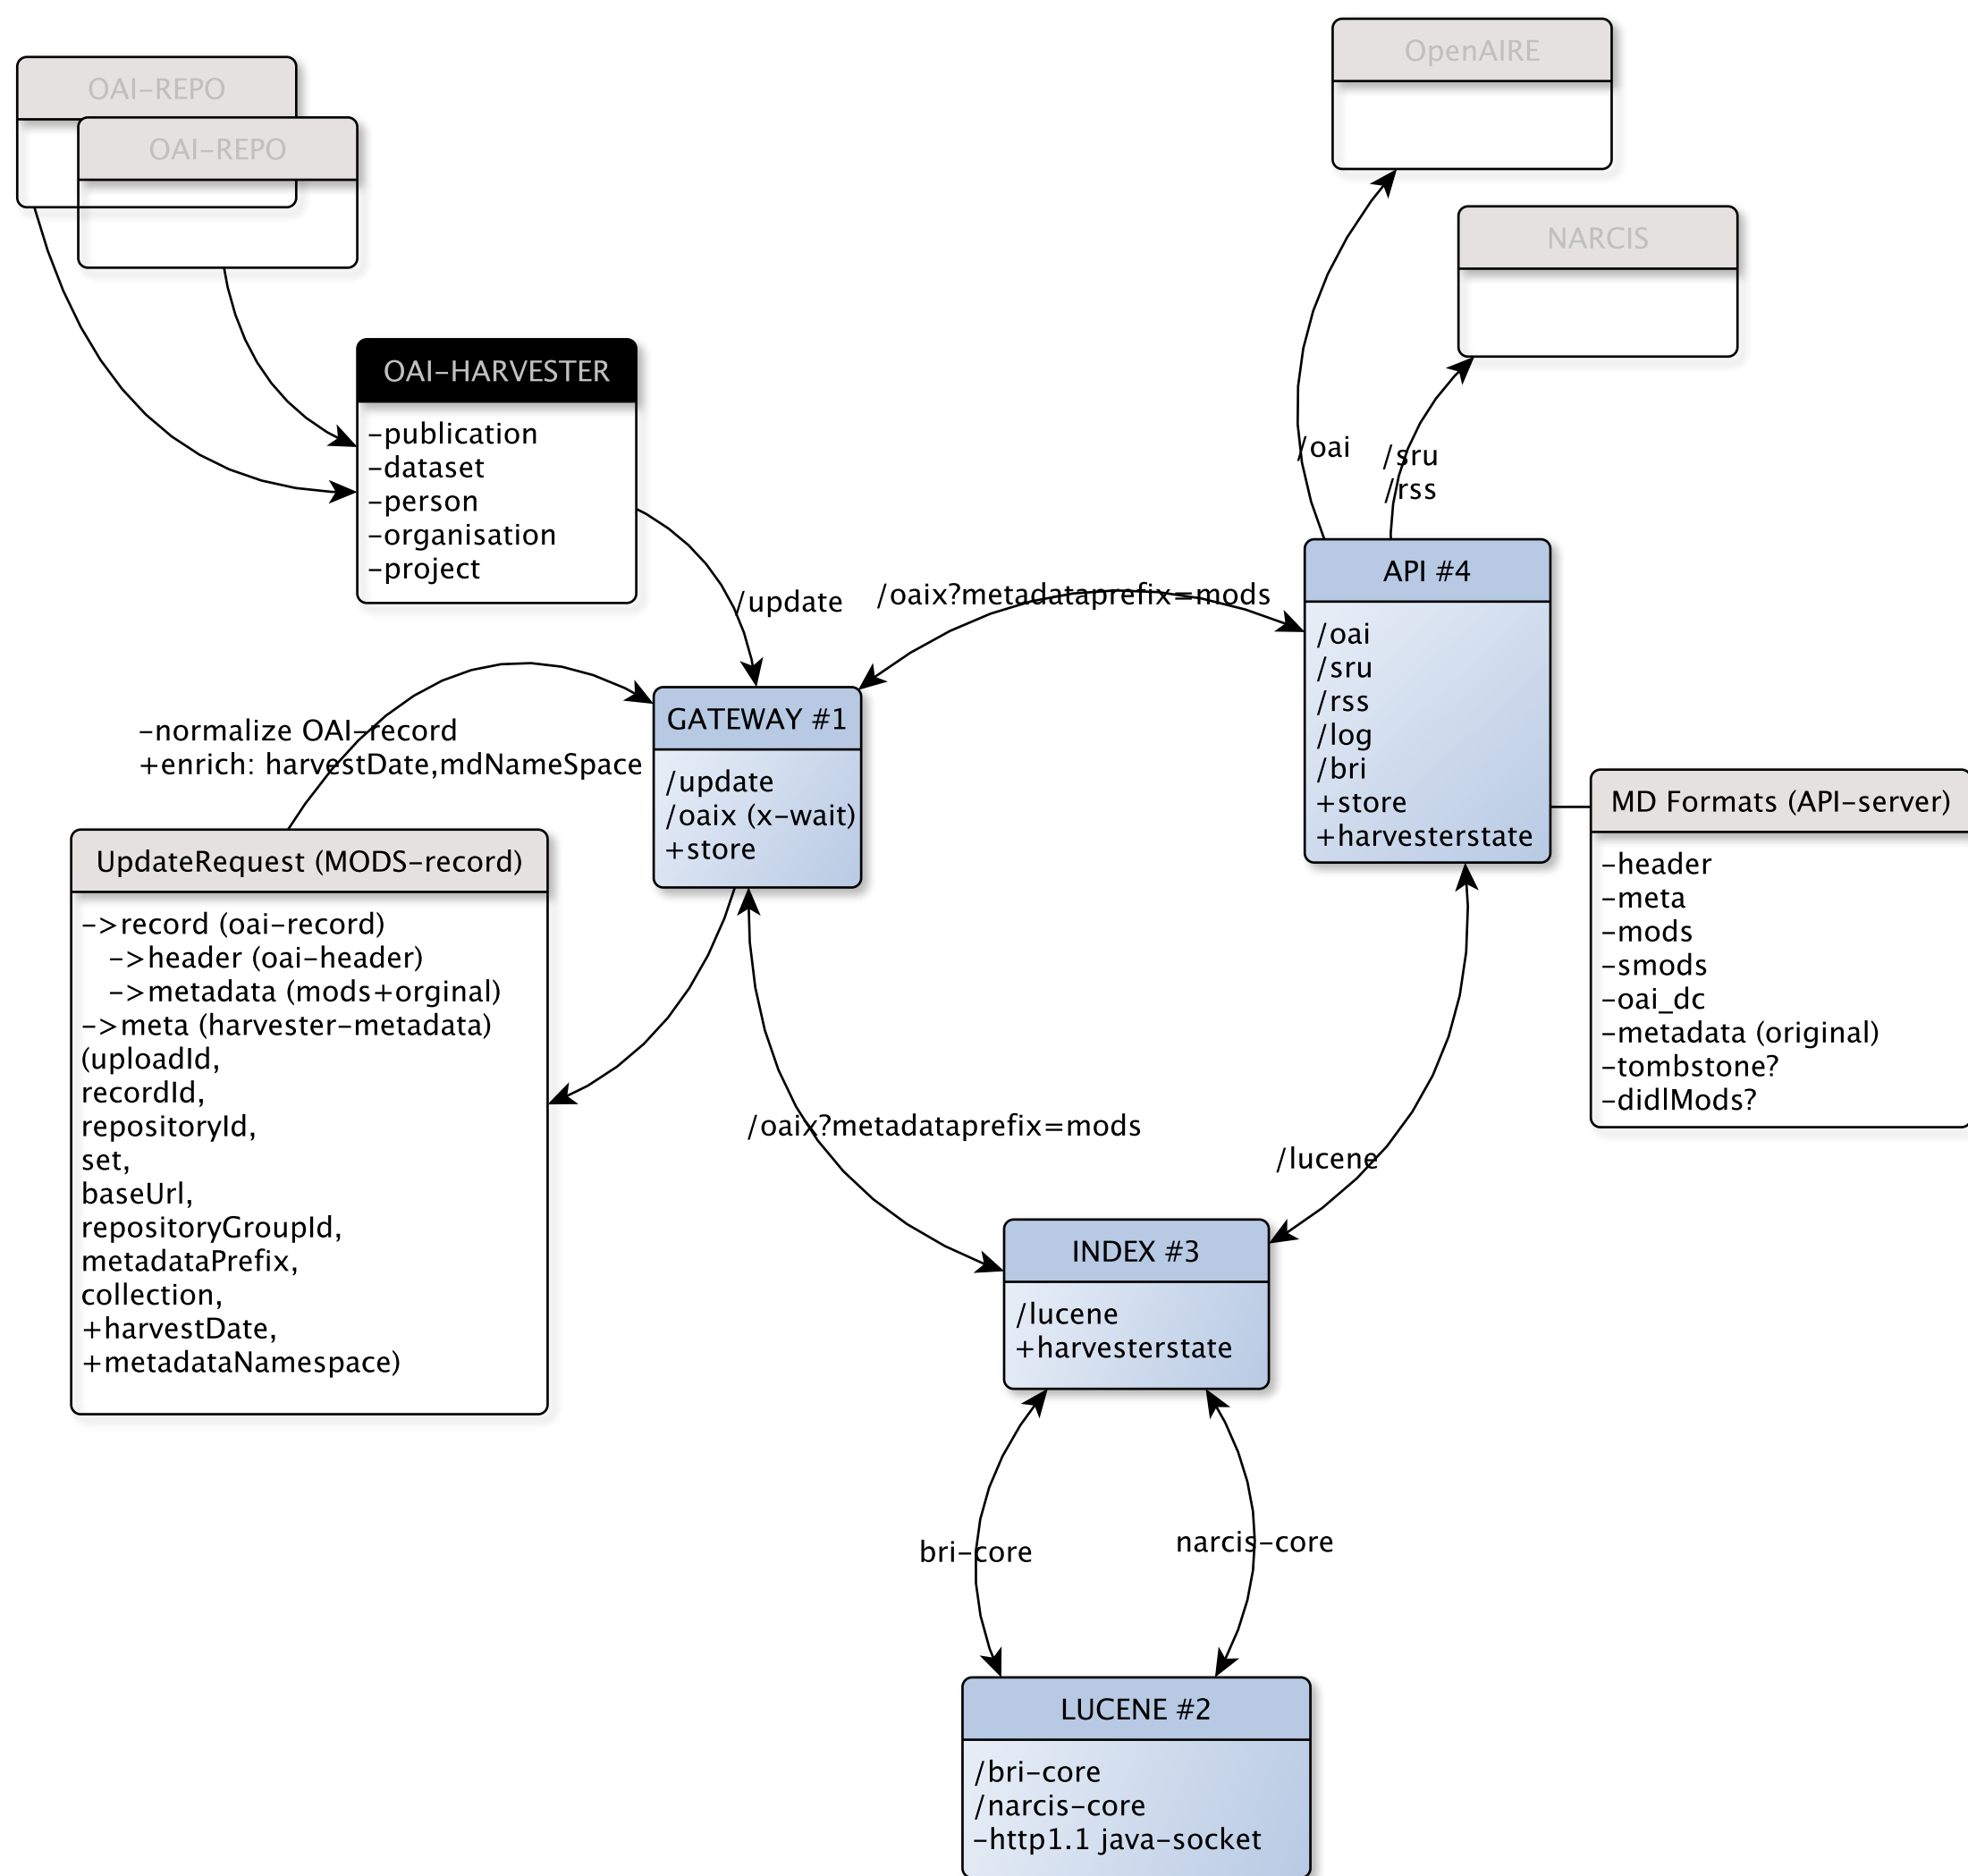 OAI-REPO
OAI-REPO
OpenAIRE
NARCIS
OAI-HARVESTER
-publication
-dataset
-person
-organisation
-project
/oai
/sru
/rss
/update
/oaix?metadataprefix=mods
API #4
/oai
/sru
/rss
/log
/bri
+store
+harvesterstate
GATEWAY #1
/update
/oaix (x-wait)
+store
-normalize OAI-record
+enrich: harvestDate,mdNameSpace
MD Formats (API-server)
-header
-meta
-mods
-smods
-oai_dc
-metadata (original)
-tombstone?
-didlMods?
UpdateRequest (MODS-record)
->record (oai-record)
->header (oai-header)
->metadata (mods+orginal)
->meta (harvester-metadata)
(uploadId,
recordId,
repositoryId,
set,
baseUrl,
repositoryGroupId,
metadataPrefix,
collection,
+harvestDate,
+metadataNamespace)
/oaix?metadataprefix=mods
/lucene
INDEX #3
/lucene
+harvesterstate
bri-core
narcis-core
LUCENE #2
/bri-core
/narcis-core
-http1.1 java-socket